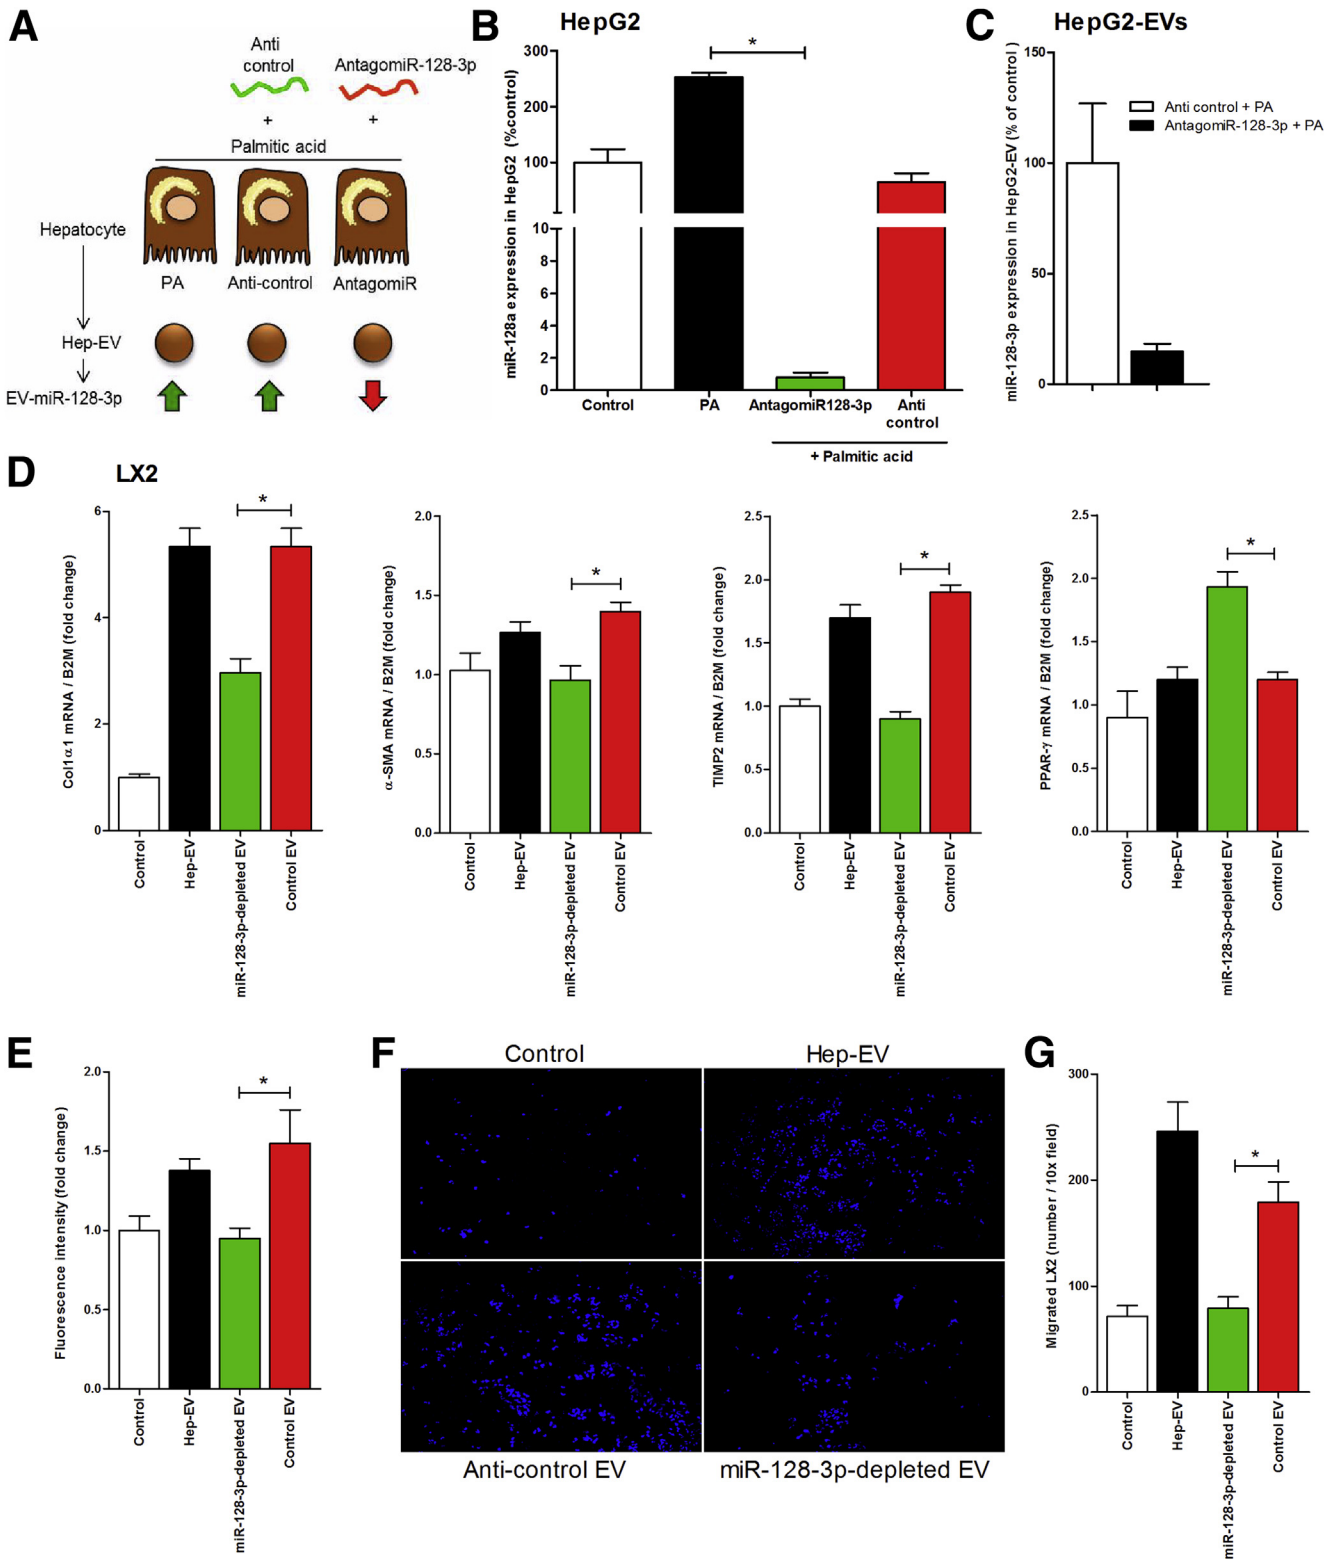 A
Anti
control
AntagomiR-128-3p
+
+
Palmitic acid
Hepatocyte
PA
Anti-control
AntagomiR
Hep-EV
EV-miR-128-3p
B
HepG2
miR-128a expression in HepG2 (%control)
300
200
100
10
8
6
4
2
0
*
Control
PA
AntagomiR128-3p
Anti
control
+ Palmitic acid
C
HepG2-EVs
miR-128-3p expression in HepG2-EV (% of control )
150
100
50
0
Anti control + PA
AntagomiR-128-3p + PA
D
LX2
Col1α1 mRNA / B2M (fold change)
6
4
2
0
*
Control
Hep-EV
miR-128-3p-depleted EV
Control EV
α-SMA mRNA / B2M (fold change)
2.0
1.5
1.0
0.5
0.0
*
Control
Hep-EV
miR-128-3p-depleted EV
Control EV
TIMP2 mRNA / B2M (fold change)
2.5
2.0
1.5
1.0
0.5
0.0
*
Control
Hep-EV
miR-128-3p-depleted EV
Control EV
PPAR-γ mRNA / B2M (fold change)
2.5
2.0
1.5
1.0
0.5
0.0
*
Control
Hep-EV
miR-128-3p-depleted EV
Control EV
E
Fluorescence intensity (fold change)
2.0
1.5
1.0
0.5
0.0
*
Control
Hep-EV
miR-128-3p-depleted EV
Control EV
F
Control
Hep-EV
Anti-control EV
miR-128-3p-depleted EV
G
Migrated LX2 (number / 10x field)
300
200
100
0
*
Control
Hep-EV
miR-128-3p-depleted EV
Control EV